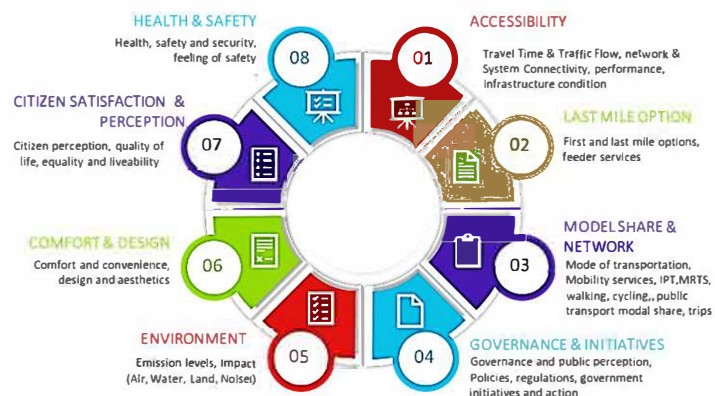 ACCESSIBILITY
01
Travel Time & Traffic Flow, network &
System Connectivity, performance,
infrastructure condition
LAST MILE OPTION
02
First and last mile options,
feeder services
MODEL SHARE &
NETWORK
03
Mode of transportation,
Mobility services, IPT,MRTS,
walking, cycling,, public
transport modal share, trips
GOVERNANCE & INITIATIVES
04
Governance and public perception,
Policies, regulations, government
initiatives and action
ENVIRONMENT
05
Emission levels, Impact
(Air, Water, Land, Noisei)
COMFORT & DESIGN
06
Comfort and convenience,
design and aesthetics
CITIZEN SATISFACTION &
PERCEPTION
07
Citizen perception, quality of
life, equality and liveability
HEALTH & SAFETY
08
Health, safety and security,
feeling of safety